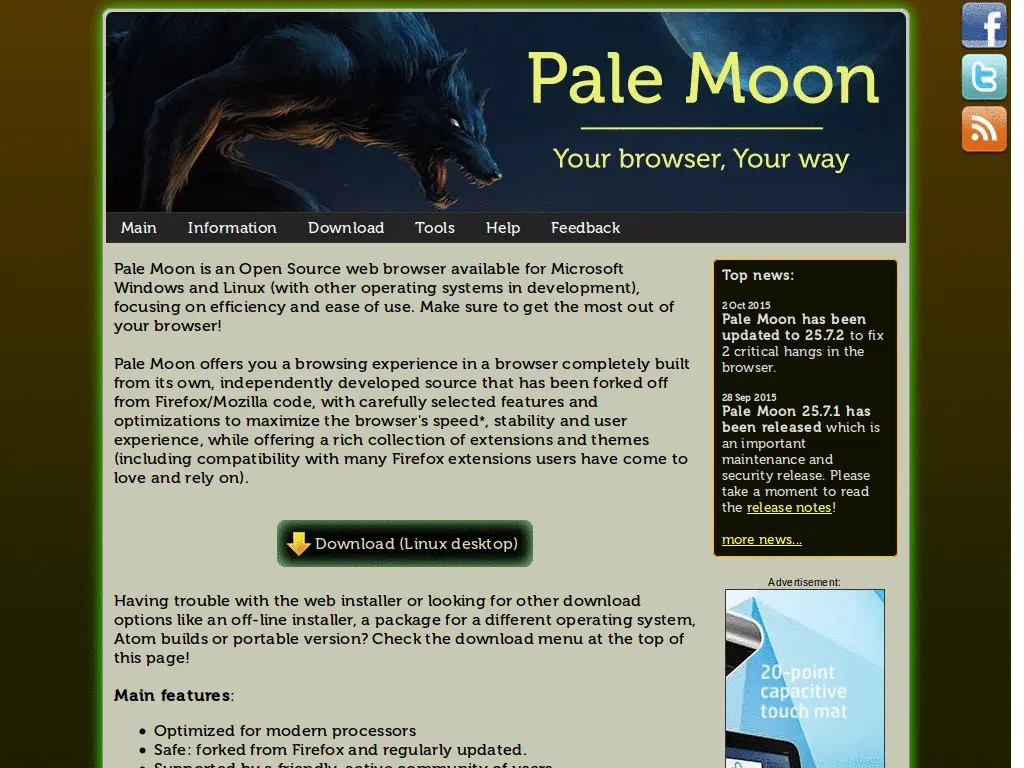 Pale Moon
Your browser, Your way
Main Information Download Tools Help Feedback
Pale Moon is an Open Source web browser available for Microsoft
Windows and Linux (with other operating systems in development),
focusing on efficiency and ease of use. Make sure to get the most out of
your browser!
Pale Moon offers you a browsing experience in a browser completely built
from its own, independently developed source that has been forked off
from Firefox/Mozilla code, with carefully selected features and
optimizations to maximize the browser's speed*, stability and user
experience, while offering a rich collection of extensions and themes
(including compatibility with many Firefox extensions users have come to
love and rely on).
Download (Linux desktop)
Having trouble with the web installer or looking for other download
options like an off-line installer, a package for a different operating system,
Atom builds or portable version? Check the download menu at the top of
this page!
Main features:
• Optimized for modern processors
• Safe: forked from Firefox and regularly updated.
• Supported by a friendly, active community of users
Top news:
2 Oct 2015
Pale Moon has been
updated to 25.7.2 to fix
2 critical hangs in the
browser.
28 Sep 2015
Pale Moon 25.7.1 has
been released which is
an important
maintenance and
security release. Please
take a moment to read
the release notes!
more news...
Advertisement:
20-point
capacitive
touch mat